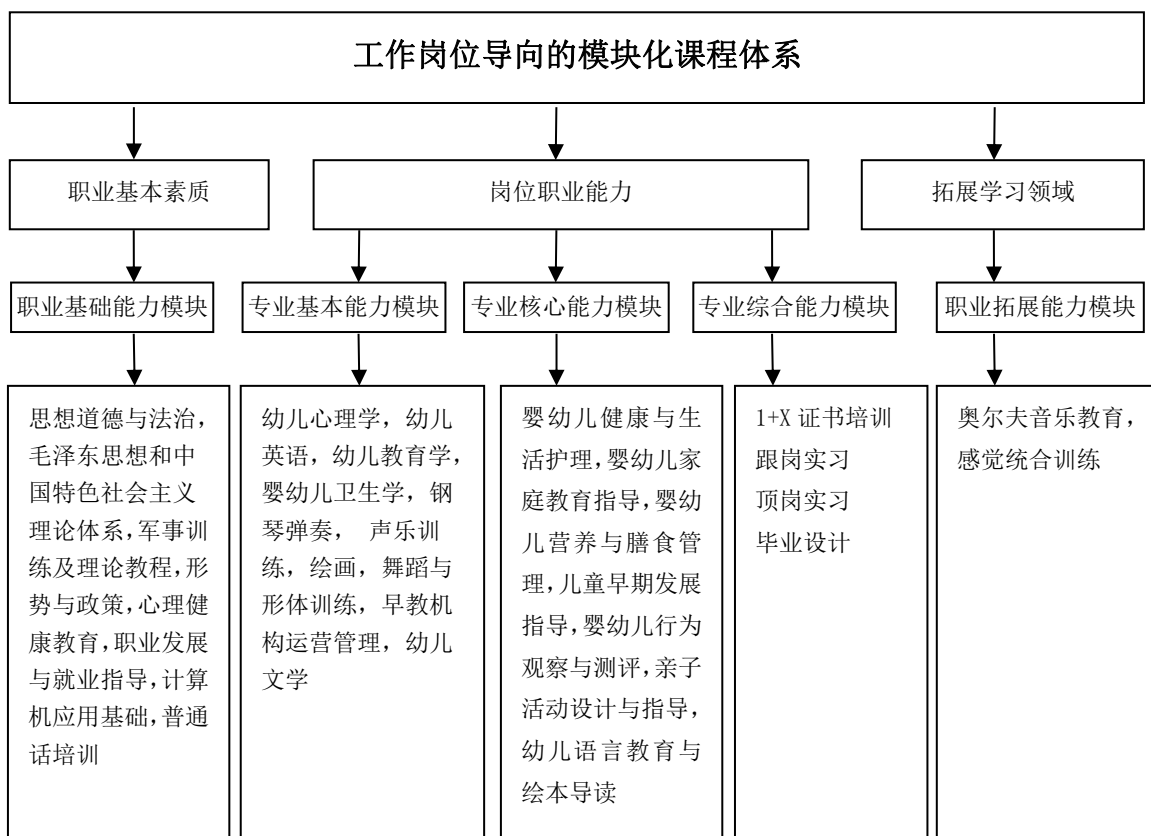 工作岗位导向的模块化课程体系
职业基本素质
岗位职业能力
拓展学习领域
职业基础能力模块
专业基本能力模块
专业核心能力模块
专业综合能力模块
职业拓展能力模块
思想道德与法治，
毛泽东思想和中
国特色社会主义
理论体系，军事训
练及理论教程，形
势与政策，心理健
康教育，职业发展
与就业指导，计算
机应用基础，普通
话培训
幼儿心理学，幼儿
英语，幼儿教育学，
婴幼儿卫生学，钢
琴弹奏， 声乐训
练，绘画，舞蹈与
形体训练，早教机
构运营管理，幼儿
文学
婴幼儿健康与生
活护理，婴幼儿家
庭教育指导，婴幼
儿营养与膳食管
理，儿童早期发展
指导，婴幼儿行为
观察与测评，亲子
活动设计与指导，
幼儿语言教育与
绘本导读
1+X 证书培训
跟岗实习
顶岗实习
毕业设计
奥尔夫音乐教育，
感觉统合训练